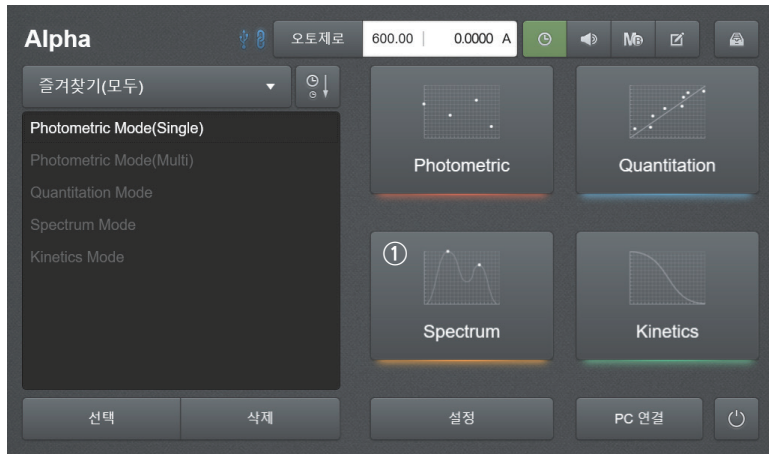 Alpha
오토제로
600.00 | 0.0000 A
MB
즐겨찾기(모두)
Photometric Mode(Single)
Photometric Mode(Multi)
Quantitation Mode
Spectrum Mode
Kinetics Mode
Photometric
Quantitation
①
Spectrum
Kinetics
선택
삭제
설정
PC 연결